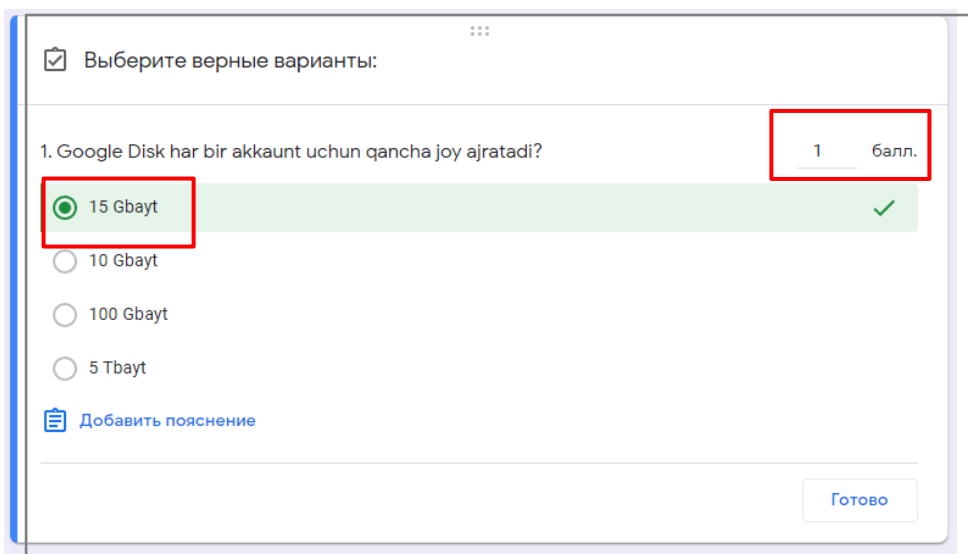 Выберите верные варианты:
1. Google Disk har bir akkaunt uchun qancha joy ajratadi?
1 балл.
15 Gbayt
10 Gbayt
100 Gbayt
5 Tbayt
Добавить пояснение
Готово